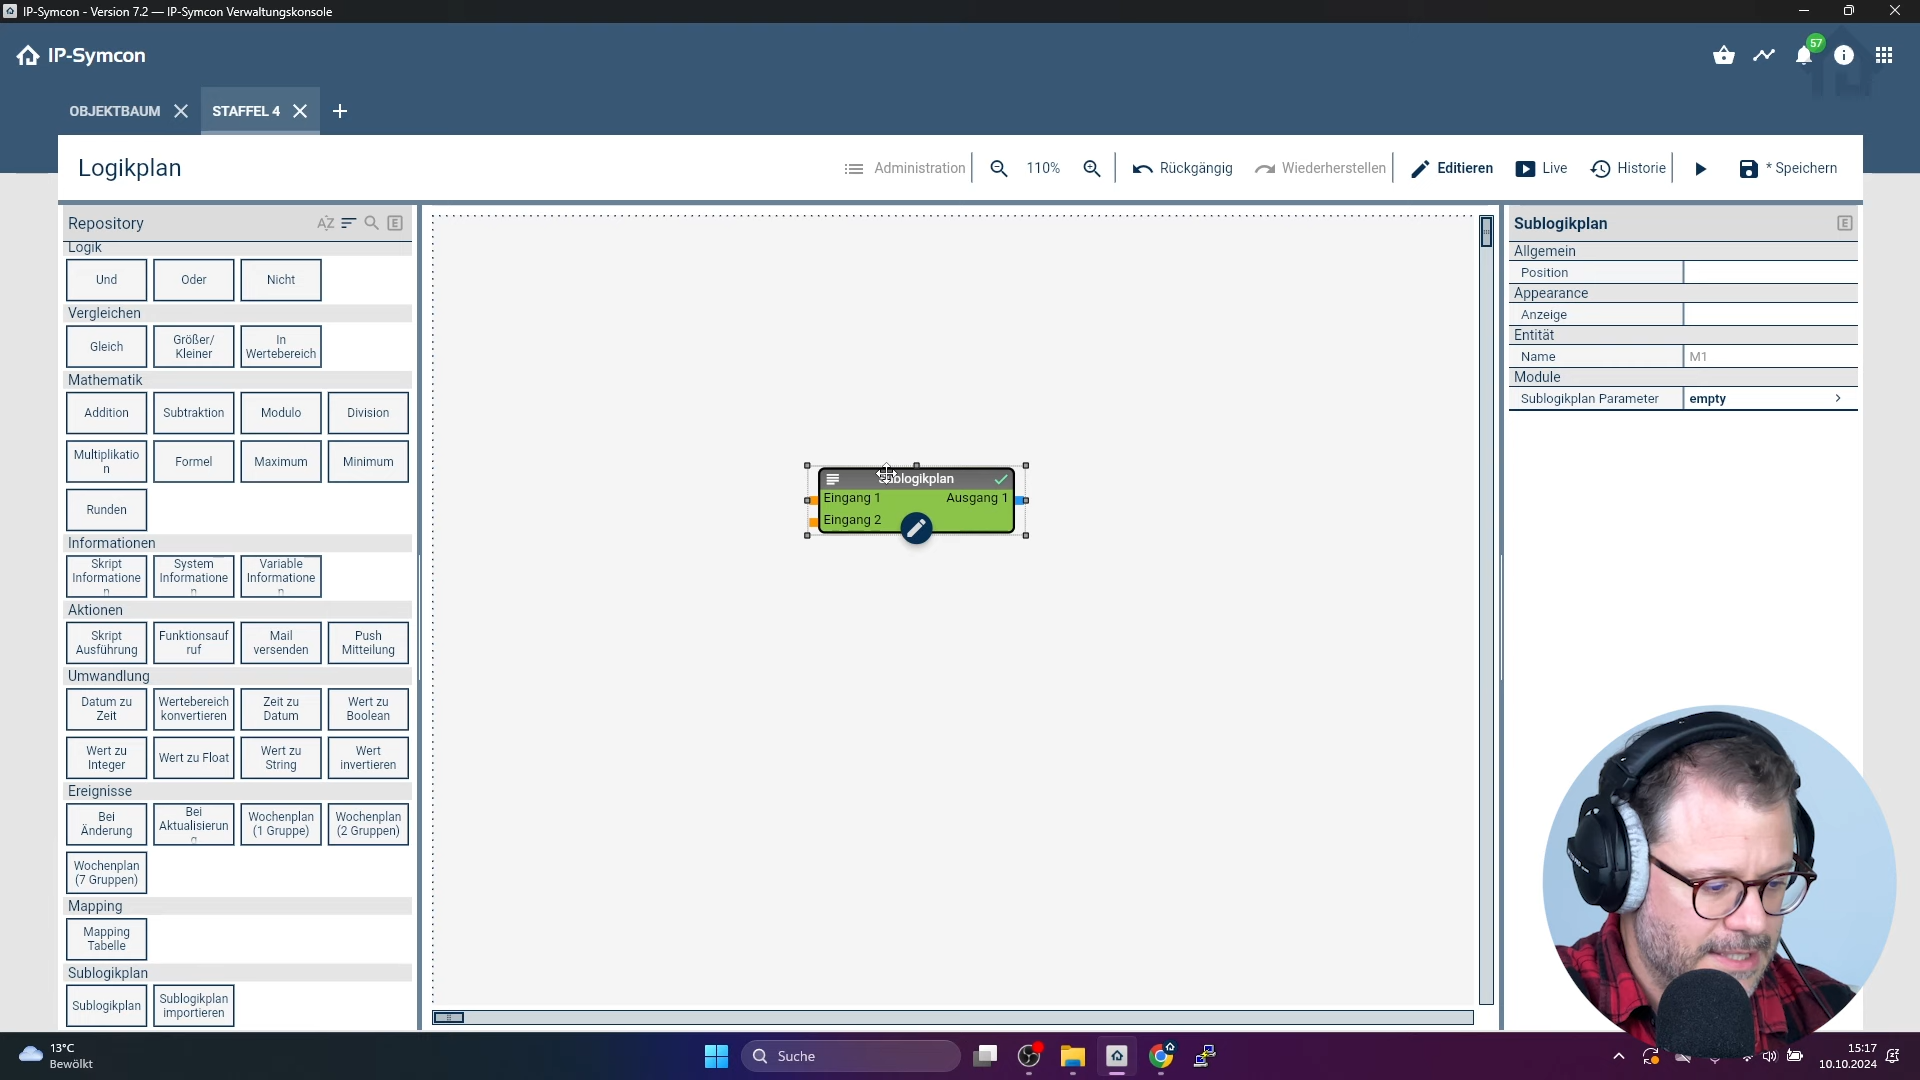 IP-Symcon - Version 7.2 — IP-Symcon Verwaltungskonsole
IP-Symcon
57
OBJEKTBAUM
STAFFEL 4
Logikplan
Administration
110%
Rückgängig
Wiederherstellen
Editieren
Live
Historie
* Speichern
Repository
AZ
E
Logik
Und
Oder
Nicht
Vergleichen
Gleich
Größer/
Kleiner
In
Wertebereich
Mathematik
Addition
Subtraktion
Modulo
Division
Multiplikatio
n
Formel
Maximum
Minimum
Runden
Informationen
Skript
Informatione
n
System
Informatione
n
Variable
Informatione
n
Aktionen
Skript
Ausführung
Funktionsauf
ruf
Mail
versenden
Push
Mitteilung
Umwandlung
Datum zu
Zeit
Wertebereich
konvertieren
Zeit zu
Datum
Wert zu
Boolean
Wert zu
Integer
Wert zu Float
Wert zu
String
Wert
invertieren
Ereignisse
Bei
Änderung
Bei
Aktualisierun
g
Wochenplan
(1 Gruppe)
Wochenplan
(2 Gruppen)
Wochenplan
(7 Gruppen)
Mapping
Mapping
Tabelle
Sublogikplan
Sublogikplan
Sublogikplan
importieren
Eingang 1
Ausgang 1
Eingang 2
Sublogikplan
E
Allgemein
Position
Appearance
Anzeige
Entität
Name
M1
Module
Sublogikplan Parameter
empty
13°C
Bewölkt
Suche
15:17
10.10.2024